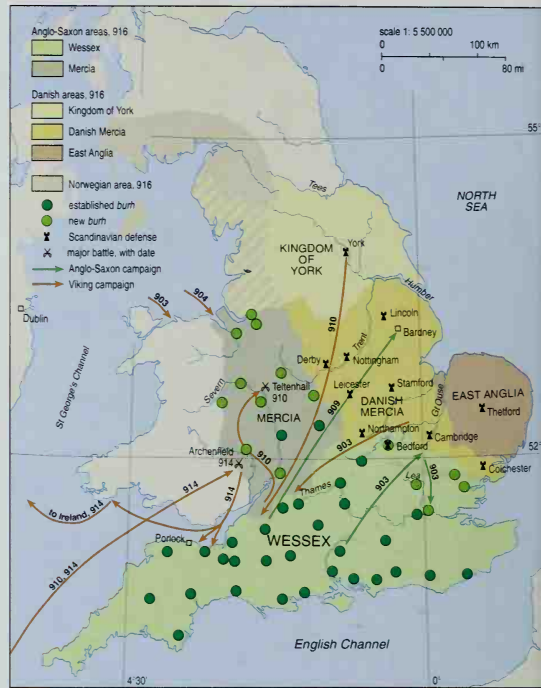 Anglo-Saxon areas, 916
Wessex
Mercia
Danish areas, 916
Kingdom of York
Danish Mercia
East Anglia
Norwegian area, 916
established burh
new burh
Scandinavian defense
major battle, with date
Anglo-Saxon campaign
Viking campaign
scale 1: 5 500 000
0 100 km
0 80 mi
55°
Tees
NORTH
SEA
KINGDOM
OF
YORK
York
Humber
903
904
Dublin
910
Lincoln
Bardney
Trent
St George's Channel
Derby
Nottingham
Severn
Teltenhall
910
Leicester
Stamford
EAST ANGLIA
Thetford
MERCIA
909
DANISH
MERCIA
Gt Ouse
Northampton
Cambridge
903
Bedford
52°
Archenfield
914
910
Colchester
914
Lea
903
903
to Ireland, 914
914
Thames
Porlock
WESSEX
910, 914
English Channel
4°30'
0°